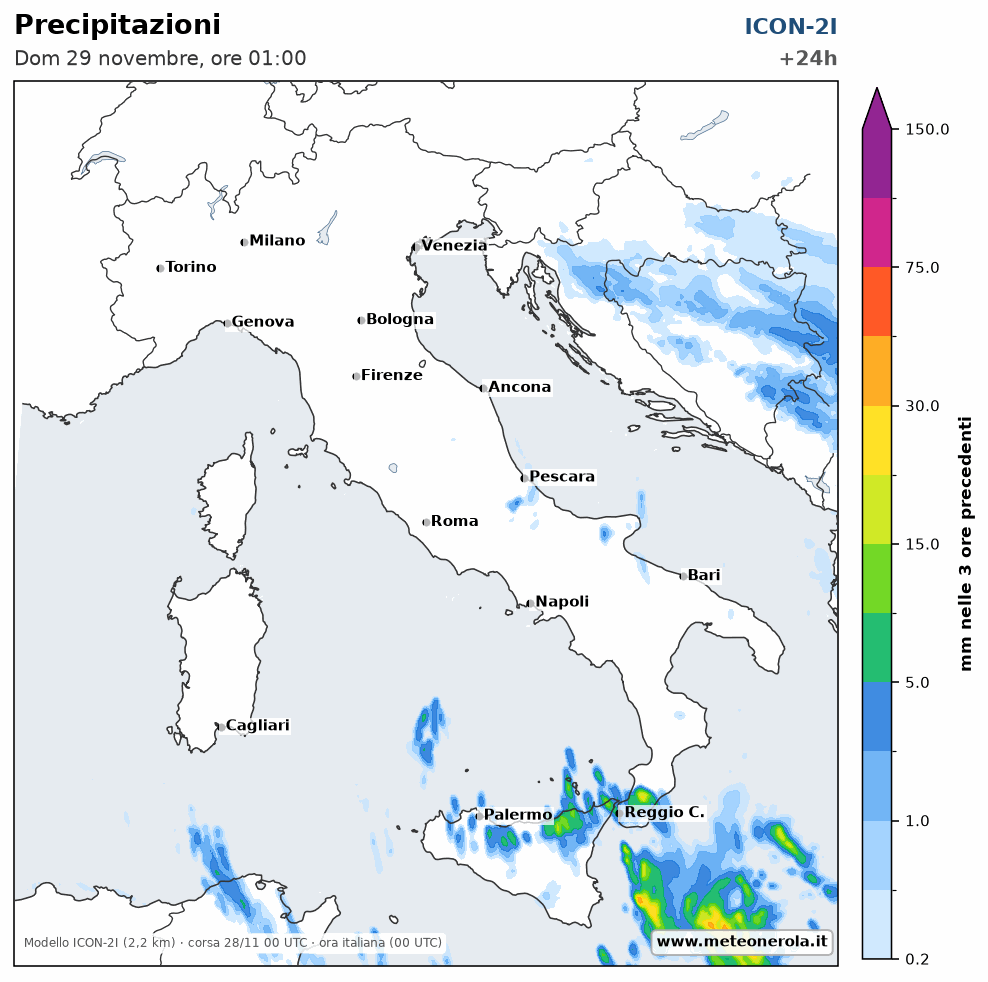 Precipitazioni
ICON-2I
Dom 29 novembre, ore 01:00
+24h
150.0
75.0
30.0
15.0
5.0
1.0
0.2
mm nelle 3 ore precedenti
Milano
Venezia
Torino
Genova
Bologna
Firenze
Ancona
Pescara
Roma
Bari
Napoli
Cagliari
Palermo
Reggio C.
Modello ICON-2I (2,2 km) · corsa 28/11 00 UTC · ora italiana (00 UTC)
www.meteonerola.it